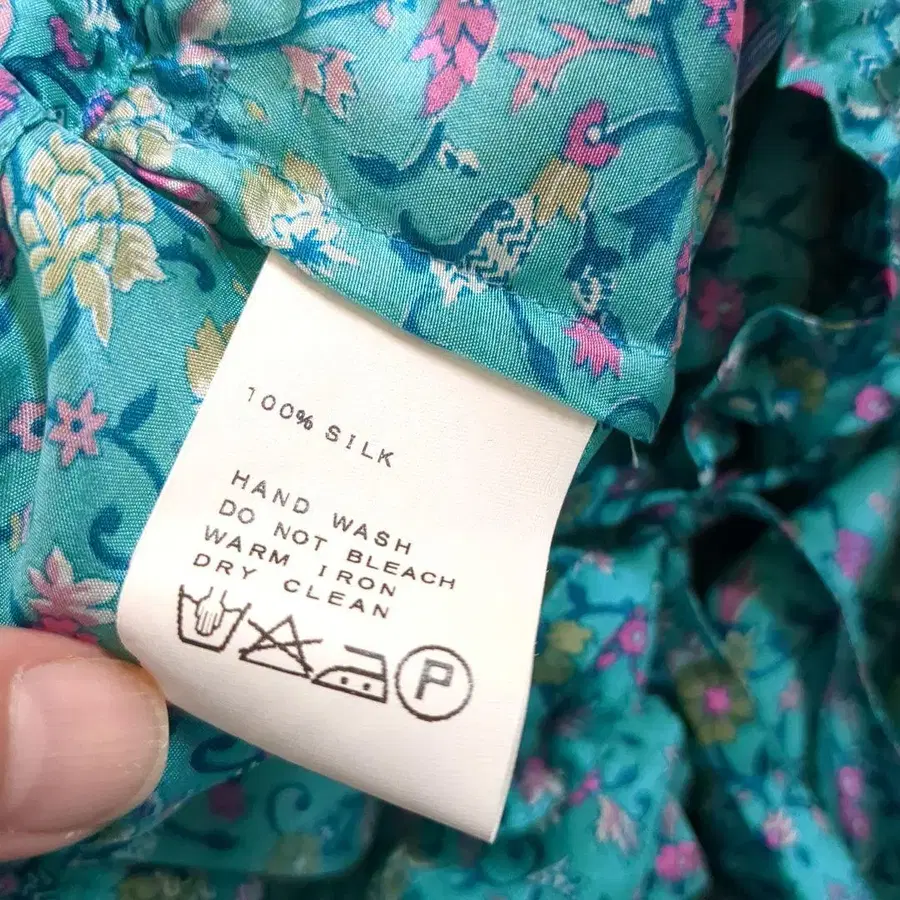 100% SILK
HAND WASH
DO NOT BLEACH
WARM IRON
DRY CLEAN
P